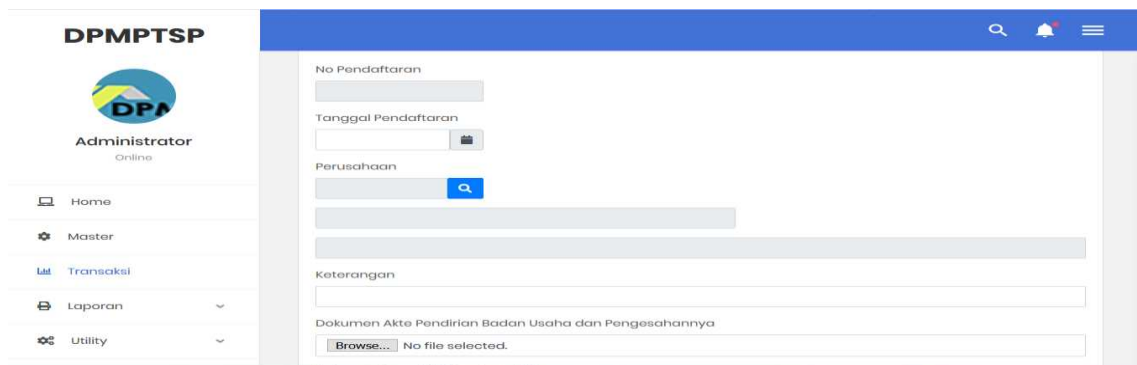 DPMPTSP
DPM
Administrator
Online
Home
Master
Transaksi
Laporan
Utility
No Pendaftaran
Tanggal Pendaftaran
Perusahaan
Keterangan
Dokumen Akte Pendirian Badan Usaha dan Pengesahannya
Browse... No file selected.